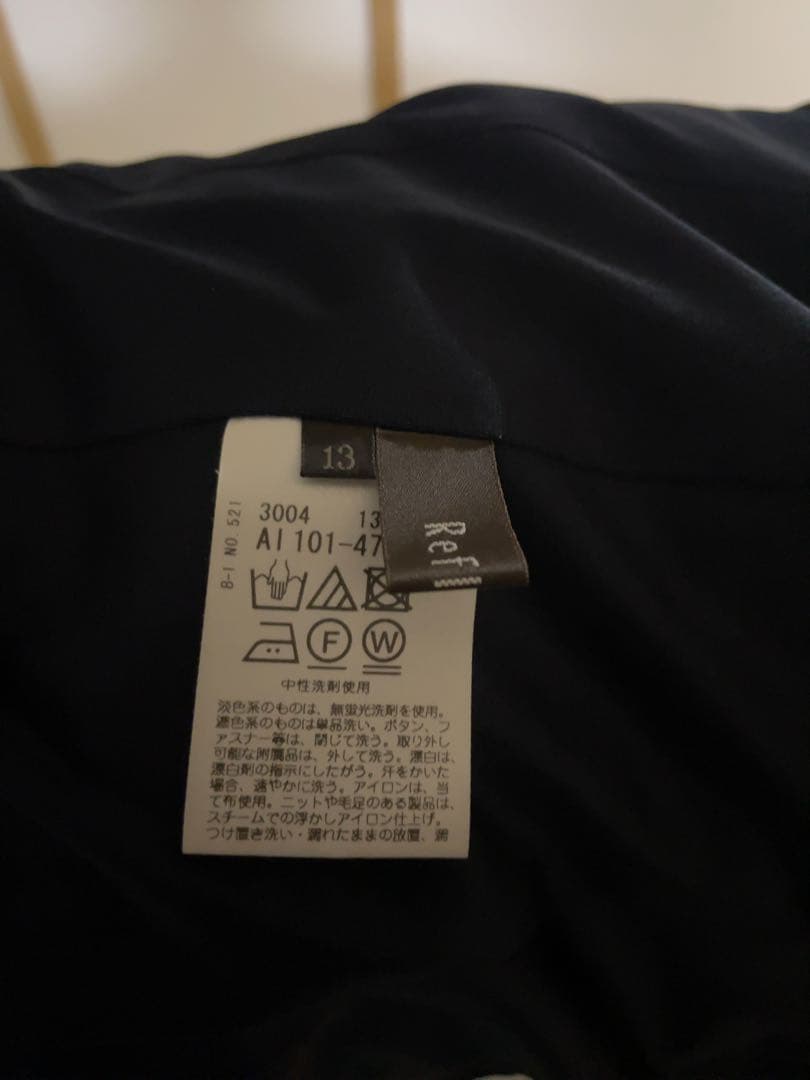 13
Ref
B-1 NO. 521
3004 13
AI101-47
F
W
中性洗剤使用
淡色系のものは、無蛍光洗剤を使用。
濃色系のものは単品洗い。ボタン、フ
ァスナー等は、閉じて洗う。取り外し
可能な附属品は、外して洗う。漂白は、
漂白剤の指示にしたがう。汗をかいた
場合、速やかに洗う。アイロンは、当
て布使用。ニットや毛足のある製品は、
スチームでの浮かしアイロン仕上げ。
つけ置き洗い・濡れたままの放置、濡